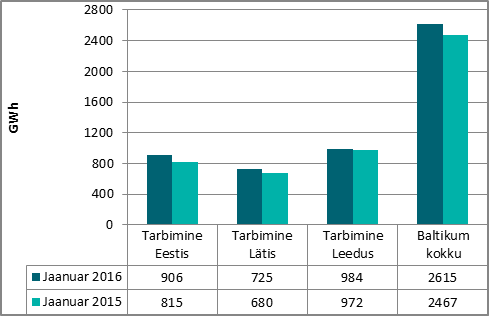 2800
2400
2000
1600
1200
800
400
0
GWh
Tarbimine Eestis
Tarbimine Lätis
Tarbimine Leedus
Baltikum kokku
Jaanuar 2016 906 725 984 2615
Jaanuar 2015 815 680 972 2467